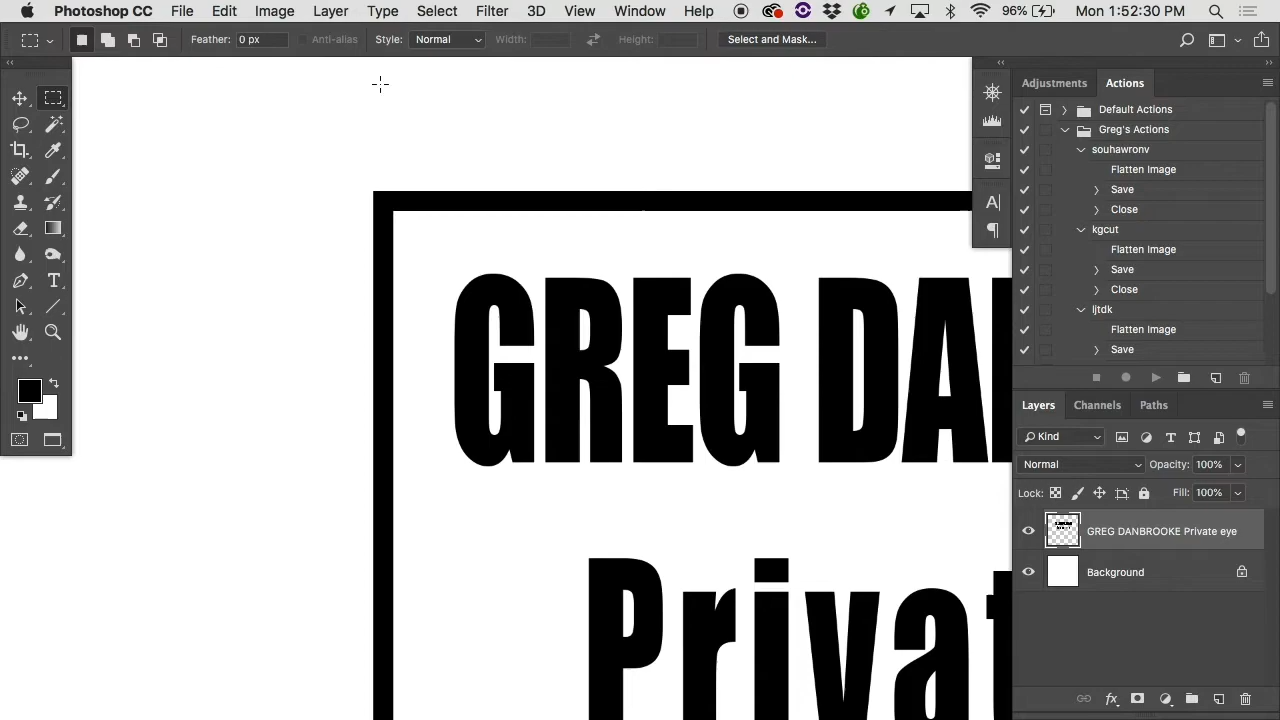 Photoshop CC File Edit Image Layer Type Select Filter 3D View Window Help 96% Mon 1:52:30 PM
Feather: 0 px Anti-alias Style: Normal Width: Height: Select and Mask...
Adjustments Actions
Default Actions
Greg's Actions
souhawronv
Flatten Image
Save
Close
kgcut
Flatten Image
Save
Close
ljtdk
Flatten Image
Save
GREG DA
Privat
Layers Channels Paths
Kind
Normal Opacity: 100%
Lock: Fill: 100%
GREG DANBROOKE Private eye
Background